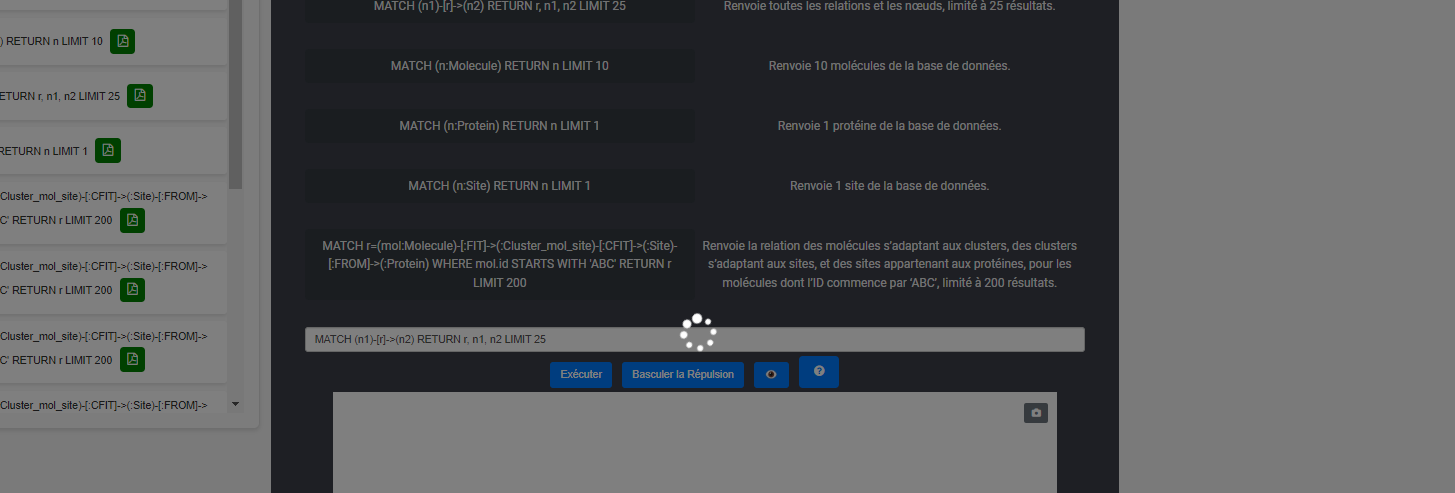 ) RETURN n LIMIT 10
ETURN r, n1, n2 LIMIT 25
RETURN n LIMIT 1
Cluster_mol_site)-[:CFIT]->(:Site)-[:FROM]->
C' RETURN r LIMIT 200
Cluster_mol_site)-[:CFIT]->(:Site)-[:FROM]->
C' RETURN r LIMIT 200
Cluster_mol_site)-[:CFIT]->(:Site)-[:FROM]->
C' RETURN r LIMIT 200
Cluster_mol_site)-[:CFIT]->(:Site)-[:FROM]->
MATCH (n1)-[r]->(n2) RETURN r, n1, n2 LIMIT 25
Renvoie toutes les relations et les nœuds, limité à 25 résultats.
MATCH (n:Molecule) RETURN n LIMIT 10
Renvoie 10 molécules de la base de données.
MATCH (n:Protein) RETURN n LIMIT 1
Renvoie 1 protéine de la base de données.
MATCH (n:Site) RETURN n LIMIT 1
Renvoie 1 site de la base de données.
MATCH r=(mol:Molecule)-[:FIT]->(:Cluster_mol_site)-[:CFIT]->(:Site)-
[:FROM]->(:Protein) WHERE mol.id STARTS WITH 'ABC' RETURN r
LIMIT 200
Renvoie la relation des molécules s'adaptant aux clusters, des clusters
s'adaptant aux sites, et des sites appartenant aux protéines, pour les
molécules dont l'ID commence par 'ABC', limité à 200 résultats.
MATCH (n1)-[r]->(n2) RETURN r, n1, n2 LIMIT 25
Exécuter
Basculer la Répulsion